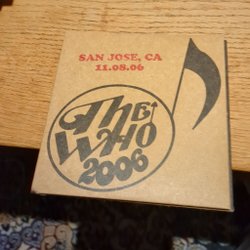 SAN JOSE, CA
11.08.06
THE
WHO
2006